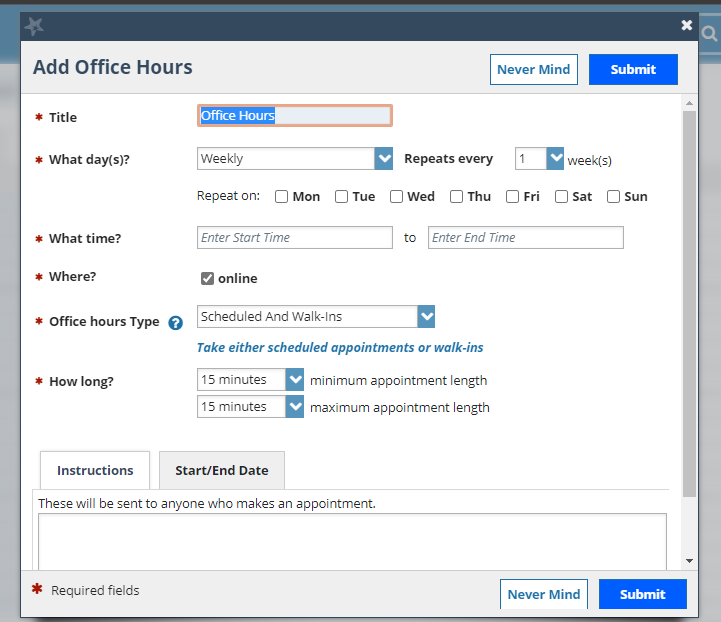 Add Office Hours
Never Mind
Submit
* Title
Office Hours
* What day(s)?
Weekly
Repeats every
1
week(s)
Repeat on:
Mon
Tue
Wed
Thu
Fri
Sat
Sun
* What time?
Enter Start Time
to
Enter End Time
* Where?
online
* Office hours Type ?
Scheduled And Walk-Ins
Take either scheduled appointments or walk-ins
* How long?
15 minutes
minimum appointment length
15 minutes
maximum appointment length
Instructions
Start/End Date
These will be sent to anyone who makes an appointment.
* Required fields
Never Mind
Submit